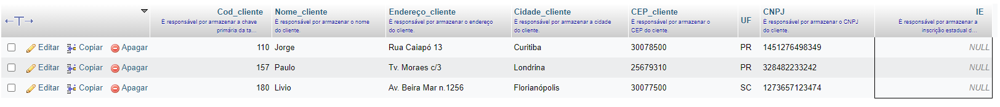 Cod_cliente Nome_cliente Endereço_cliente Cidade_cliente CEP_cliente UF CNPJ IE
É responsável por armazenar a chave É responsável por armazenar o nome É responsável por armazenar o endereço É responsável por armazenar a cidade É responsável por armazenar o É responsável por armazenar o CNPJ É responsável por armazenar a
primária da ta... do cliente. do cliente. do cliente. CEP do ciente. do cliente. inscrição estadual d...
Editar Copiar Apagar 110 Jorge Rua Caiapó 13 Curitiba 30078500 PR 1451276498349 NULL
Editar Copiar Apagar 157 Paulo Tv. Moraes c/3 Londrina 25679310 PR 328482233242 NULL
Editar Copiar Apagar 180 Livio Av. Beira Mar n.1256 Florianópolis 30077500 SC 1273657123474 NULL